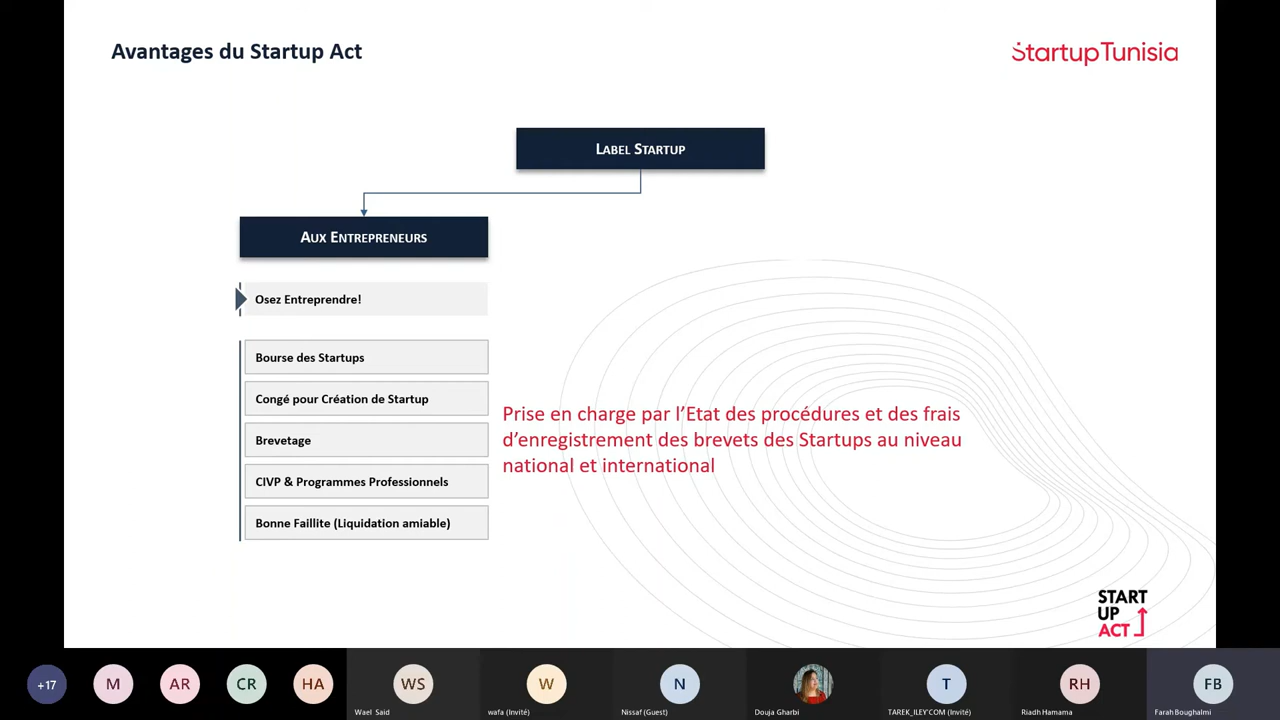 Avantages du Startup Act
StartupTunisia
LABEL STARTUP
AUX ENTREPRENEURS
Osez Entreprendre!
Bourse des Startups
Congé pour Création de Startup
Brevetage
CIVP & Programmes Professionnels
Bonne Faillite (Liquidation amiable)
Prise en charge par l’Etat des procédures et des frais
d’enregistrement des brevets des Startups au niveau
national et international
START
UP
ACT
+17
M
AR
CR
HA
WS
W
N
T
RH
FB
Wael Said
wafa (Invité)
Nissaf (Guest)
Douja Gharbi
TAREK_ILEY'COM (Invité)
Riadh Hamama
Farah Boughalmi